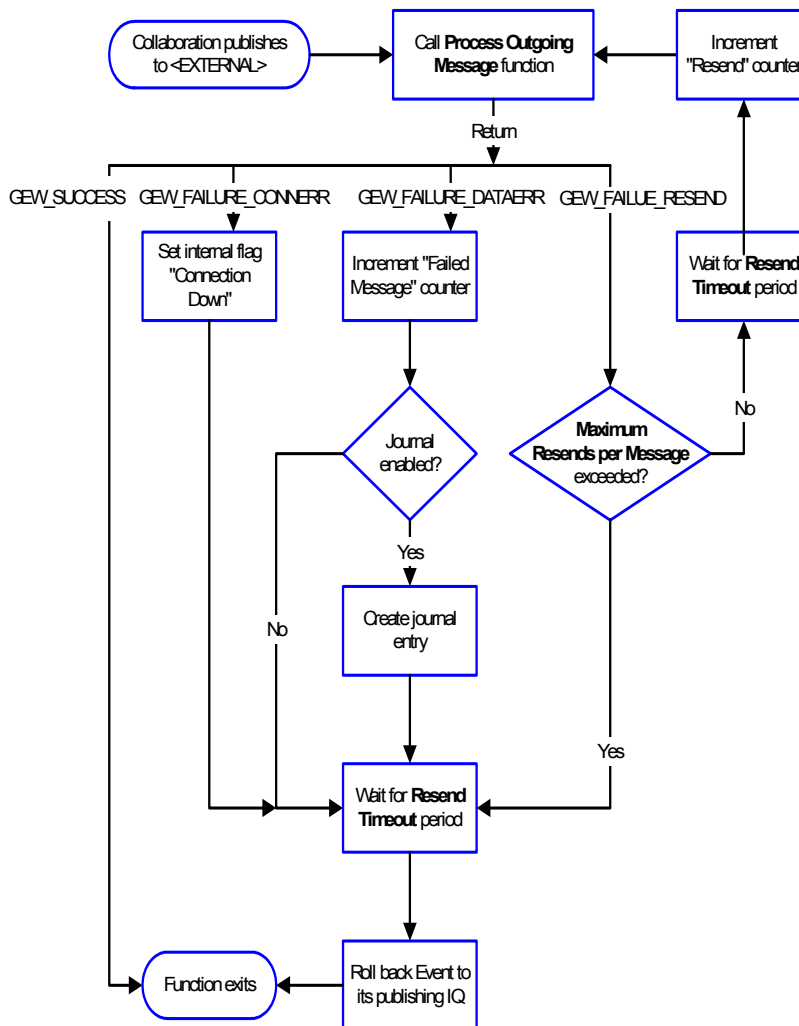 Collaboration publishes
to <EXTERNAL>
Call Process Outgoing
Message function
Increment
"Resend" counter
Return
GEW_SUCCESS
GEW_FAILURE_CONNERR
GEW_FAILURE_DATAERR
GEW_FAILUE_RESEND
Set internal flag
"Connection
Down"
Increment "Failed
Message" counter
Wait for Resend
Timeout period
No
Journal
enabled?
Maximum
Resends per Message
exceeded?
Yes
No
Create journal
entry
Yes
Wait for Resend
Timeout period
Function exits
Roll back Event to
its publishing IQ